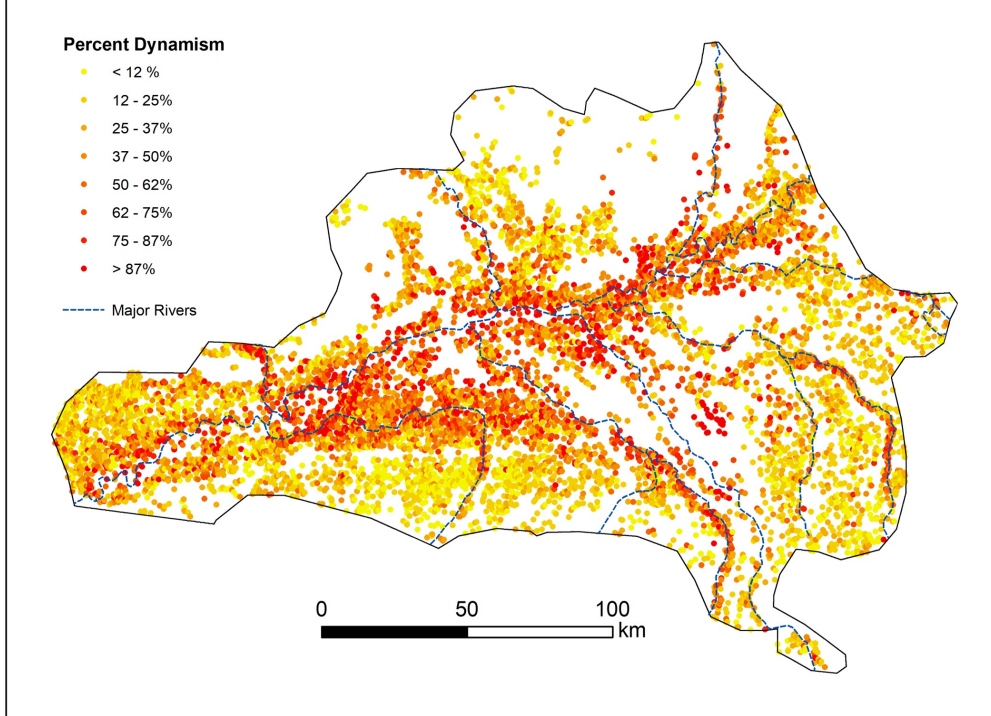 Percent Dynamism
< 12 %
12 - 25%
25 - 37%
37 - 50%
50 - 62%
62 - 75%
75 - 87%
> 87%
Major Rivers
0 50 100
km